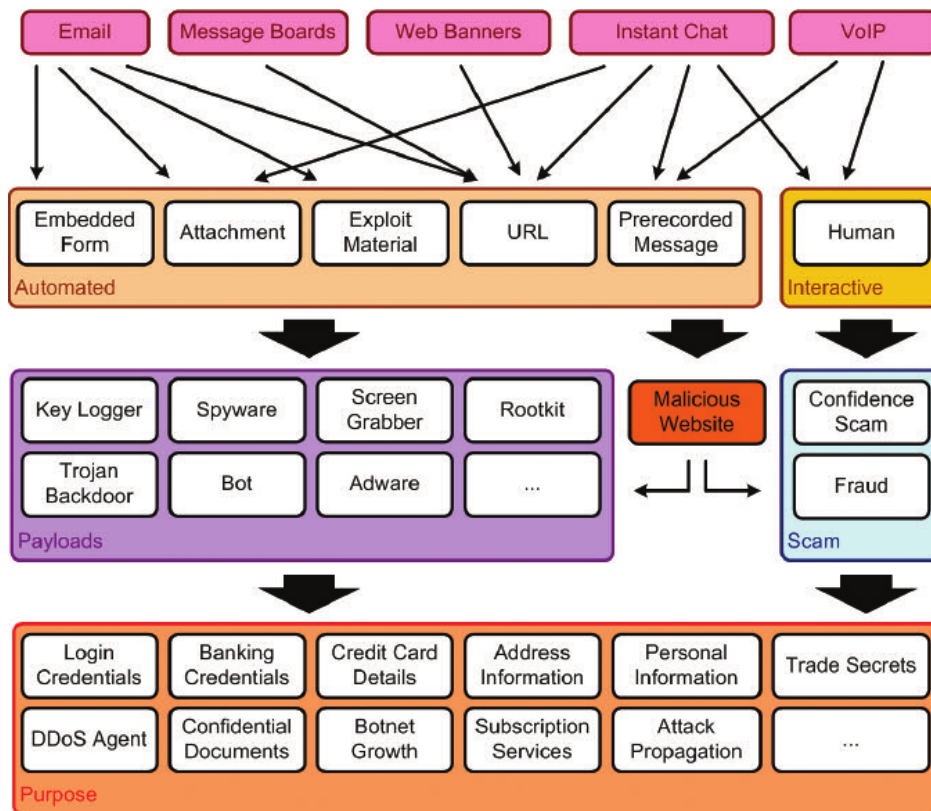 Email
Message Boards
Web Banners
Instant Chat
VoIP
Embedded
Form
Attachment
Exploit
Material
URL
Prerecorded
Message
Human
Automated
Interactive
Key Logger
Spyware
Screen
Grabber
Rootkit
Malicious
Website
Confidence
Scam
Trojan
Backdoor
Bot
Adware
...
Fraud
Payloads
Scam
Login
Credentials
Banking
Credentials
Credit Card
Details
Address
Information
Personal
Information
Trade Secrets
DDoS Agent
Confidential
Documents
Botnet
Growth
Subscription
Services
Attack
Propagation
...
Purpose